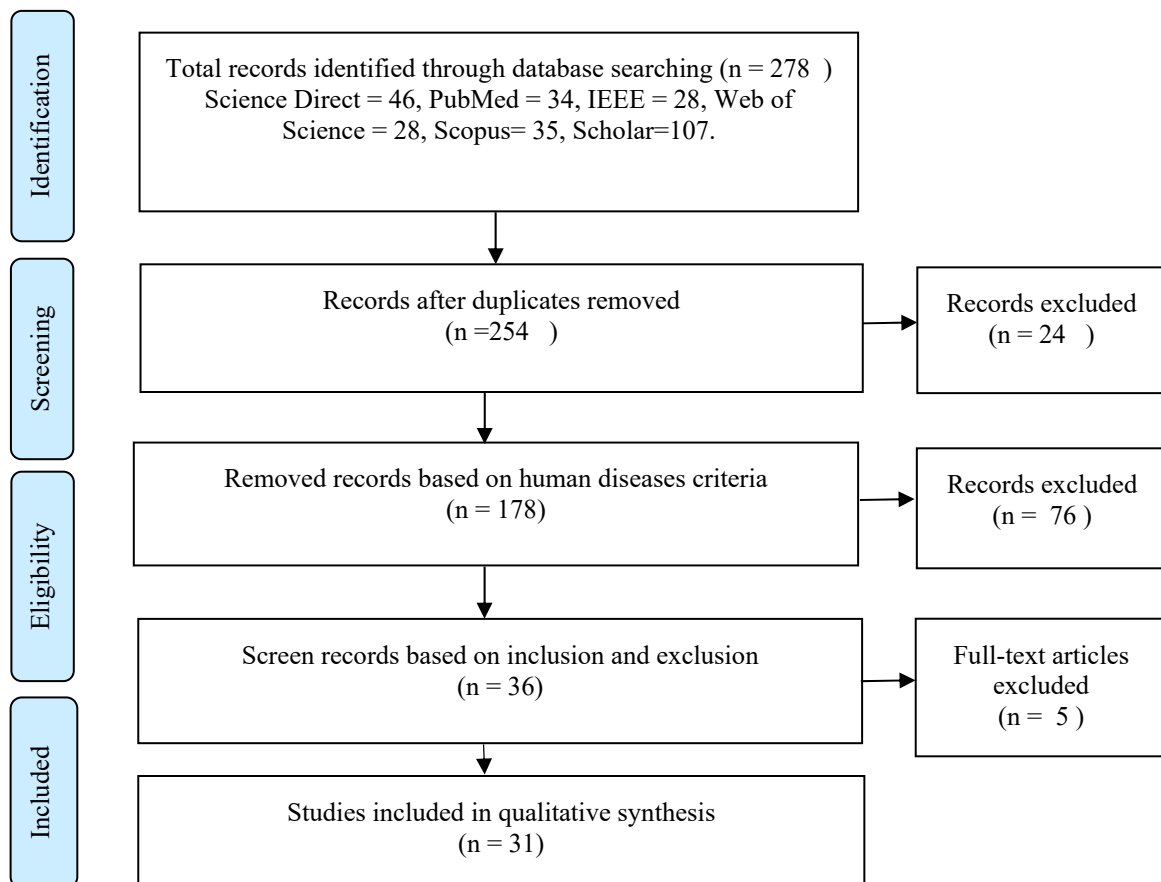 Identification
Total records identified through database searching (n = 278 )
Science Direct = 46, PubMed = 34, IEEE = 28, Web of
Science = 28, Scopus= 35, Scholar=107.
Screening
Records after duplicates removed
(n =254 )
Records excluded
(n = 24 )
Eligibility
Removed records based on human diseases criteria
(n = 178)
Records excluded
(n = 76 )
Screen records based on inclusion and exclusion
(n = 36)
Full-text articles
excluded
(n = 5 )
Included
Studies included in qualitative synthesis
(n = 31)